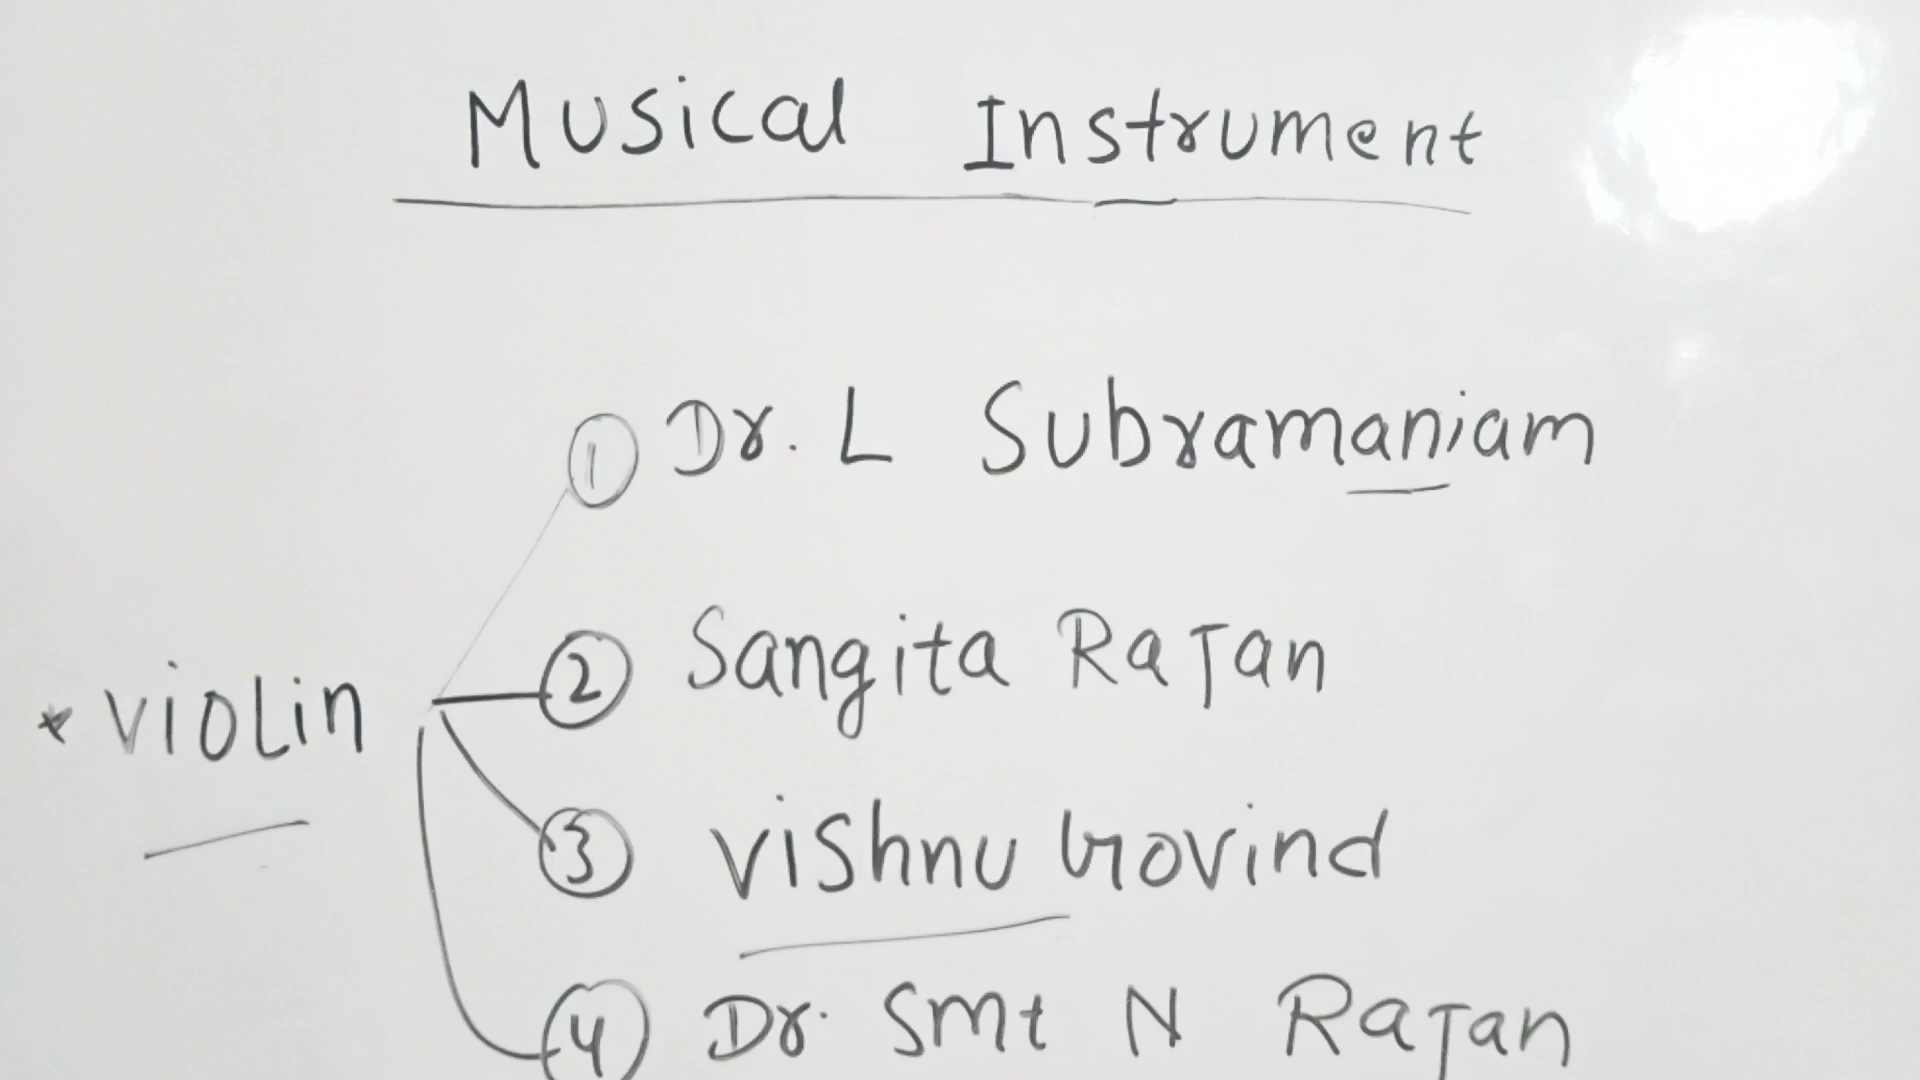 Musical Instrument
① Dr. L Subramaniam
② Sangita Rajan
* violin
③ Vishnu Govind
④ Dr. Smt N Rajan